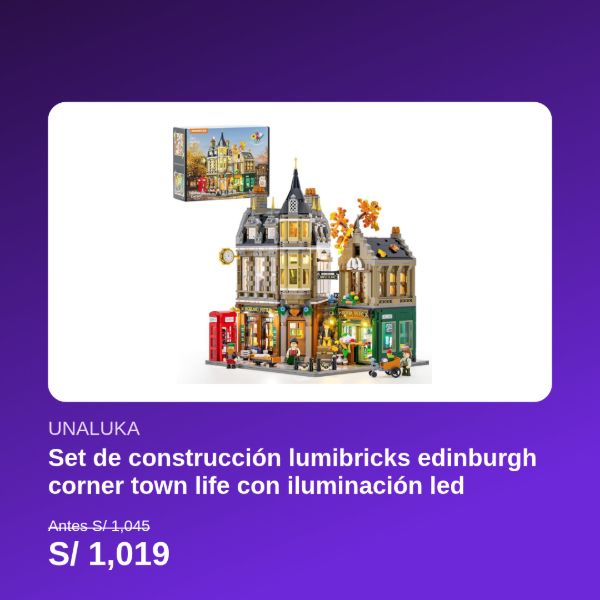 UNALUKA
Set de construcción lumibricks edinburgh
corner town life con iluminación led
Antes S/ 1,045
S/ 1,019